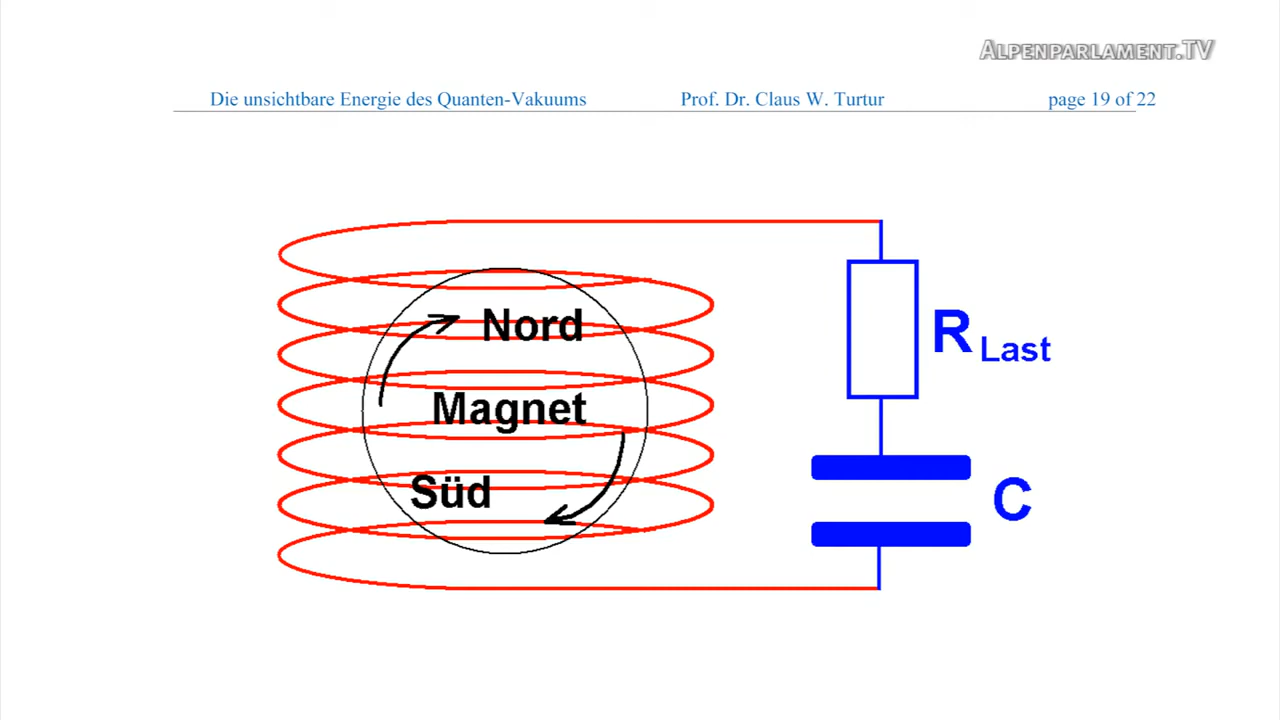 ALPENPARLAMENT.TV
Die unsichtbare Energie des Quanten-Vakuums Prof. Dr. Claus W. Turtur page 19 of 22
Nord
Magnet
Süd
R Last
C